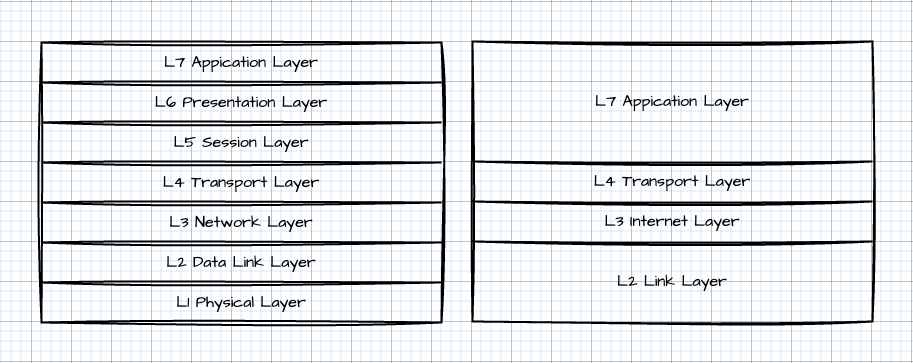 L7 Appication Layer
L6 Presentation Layer
L5 Session Layer
L4 Transport Layer
L3 Network Layer
L2 Data Link Layer
L1 Physical Layer
L7 Appication Layer
L4 Transport Layer
L3 Internet Layer
L2 Link Layer